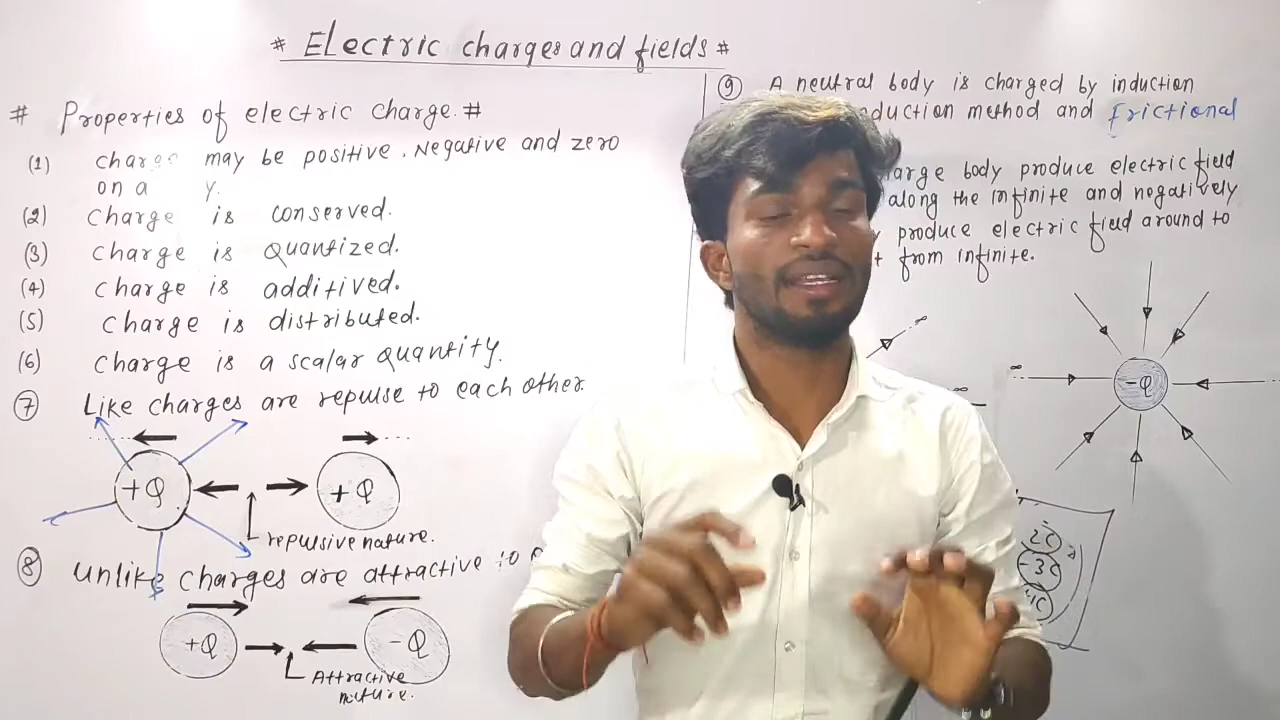 * Electric charges and fields #
# Properties of electric charge. #
(1) charge may be positive. Negative and zero
on a y.
(2) charge is conserved.
(3) charge is quantized.
(4) charge is additived.
(5) charge is distributed.
(6) charge is a scalar quantity.
(7) Like charges are repulse to each other
+Q
+Q
repulsive nature.
(8) unlike charges are attractive to
+Q
-Q
Attractive
nature.
(9) A neutral body is charged by induction
duction method and frictional
arge body produce electric field
along the infinite and negatively
y produce electric field around to
t from infinite.
∞
∞
∞
-Q
∞
2C
-3C